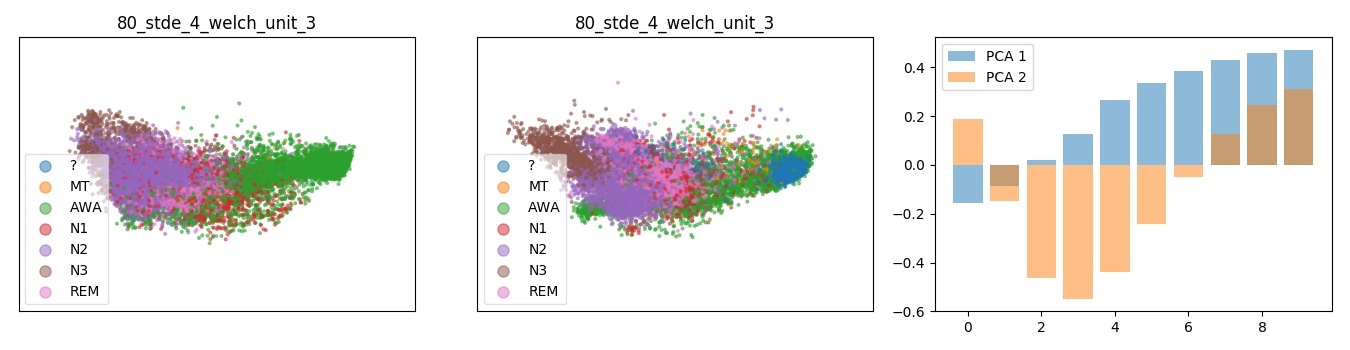 80_stde_4_welch_unit_3
?
MT
AWA
N1
N2
N3
REM
80_stde_4_welch_unit_3
?
MT
AWA
N1
N2
N3
REM
PCA 1
PCA 2
0.4
0.2
0.0
−0.2
−0.4
−0.6
0 2 4 6 8